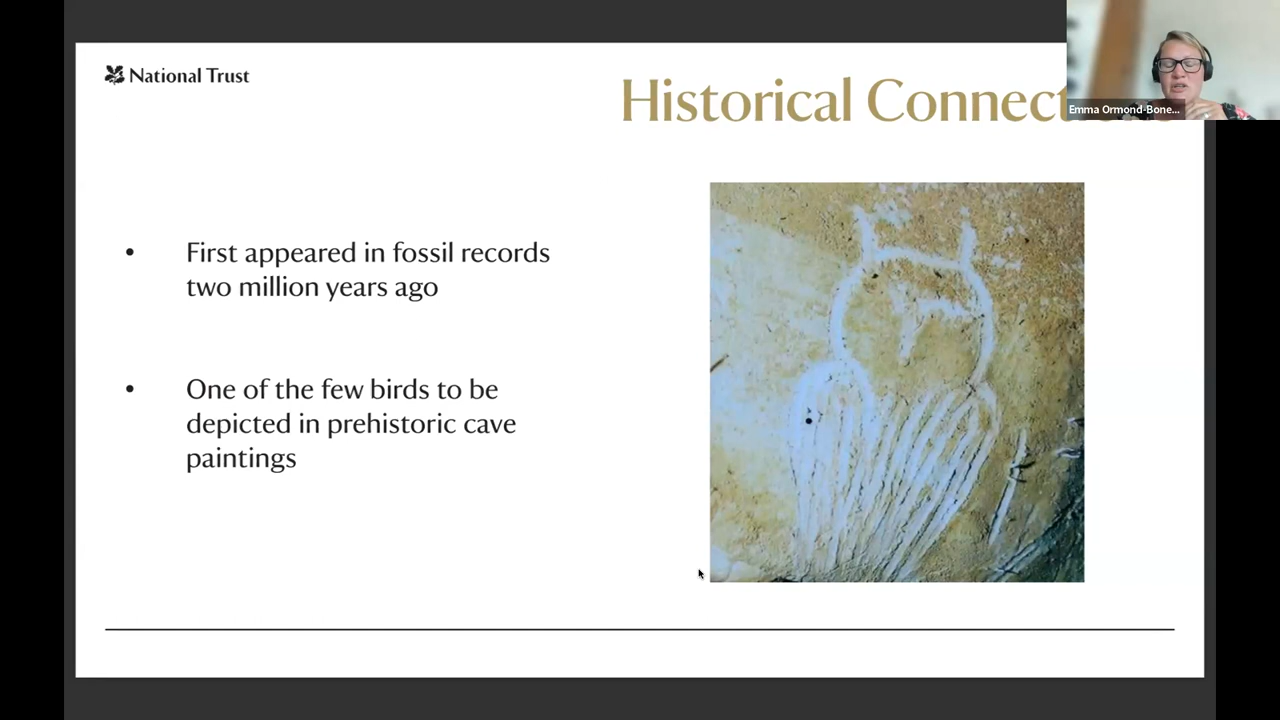 National Trust
Historical Connect
Emma Ormond-Bone...
• First appeared in fossil records
two million years ago
• One of the few birds to be
depicted in prehistoric cave
paintings